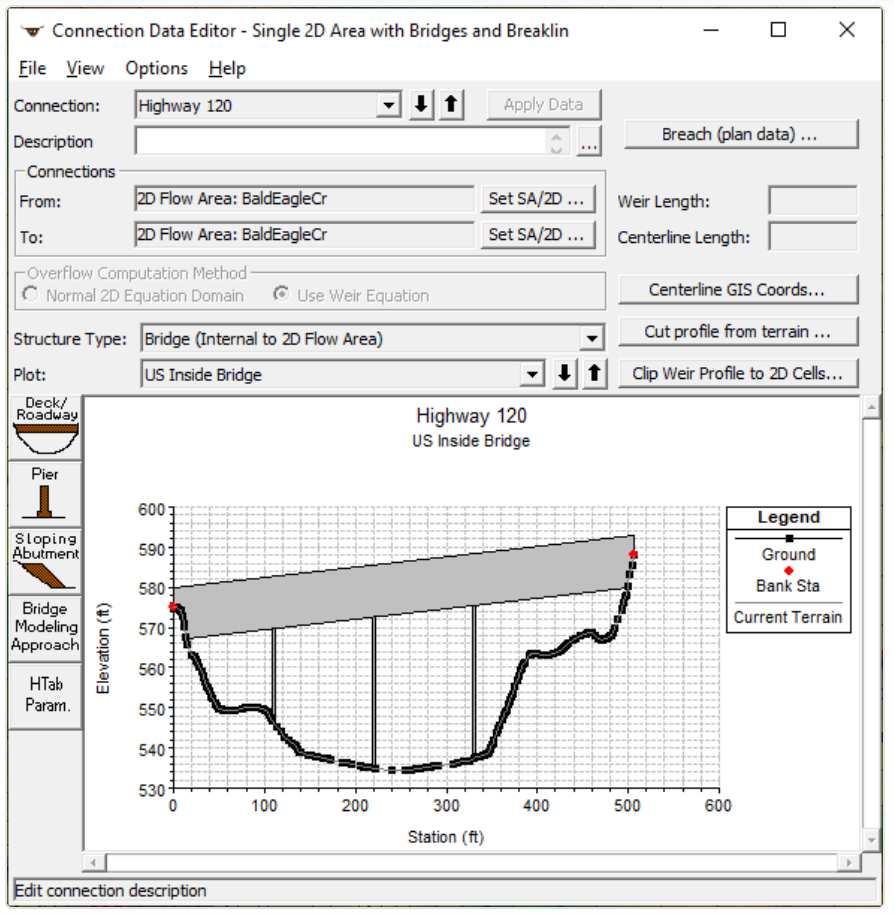 Connection Data Editor - Single 2D Area with Bridges and Breaklin
File View Options Help
Connection: Highway 120 Apply Data
Description ... Breach (plan data) ...
Connections
From: 2D Flow Area: BaldEagleCr Set SA/2D ... Weir Length:
To: 2D Flow Area: BaldEagleCr Set SA/2D ... Centerline Length:
Overflow Computation Method
Normal 2D Equation Domain Use Weir Equation Centerline GIS Coords...
Structure Type: Bridge (Internal to 2D Flow Area) Cut profile from terrain ...
Plot: US Inside Bridge Clip Weir Profile to 2D Cells...
Deck/
Roadway
Pier
Sloping
Abutment
Bridge
Modeling
Approach
HTab
Param.
Highway 120
US Inside Bridge
600
590
580
570
560
550
540
530
Elevation (ft)
0 100 200 300 400 500 600
Station (ft)
Legend
Ground
Bank Sta
Current Terrain
Edit connection description